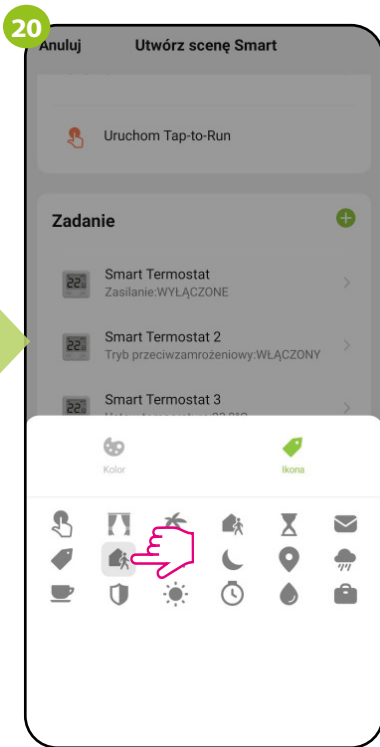 20
Anuluj Utwórz scenę Smart
Uruchom Tap-to-Run
Zadanie
Smart Termostat
Zasilanie:WYŁĄCZONE
Smart Termostat 2
Tryb przeciwzamrożeniowy:WŁĄCZONY
Smart Termostat 3
Kolor Ikona